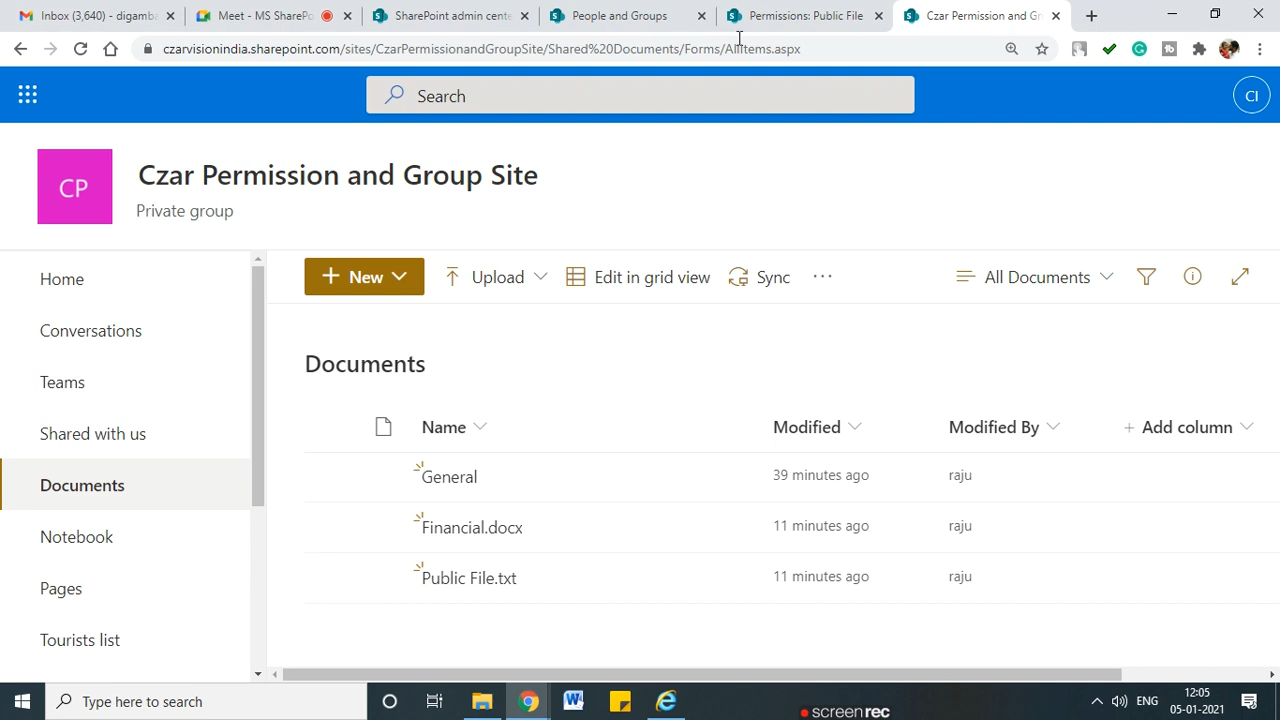 Inbox (3,640) - digamba
Meet - MS SharePo
SharePoint admin cente
People and Groups
Permissions: Public File
Czar Permission and Gr
czarvisionindia.sharepoint.com/sites/CzarPermissionandGroupSite/Shared%20Documents/Forms/AllItems.aspx
Search
CI
CP
Czar Permission and Group Site
Private group
Home
Conversations
Teams
Shared with us
Documents
Notebook
Pages
Tourists list
New
Upload
Edit in grid view
Sync
All Documents
Documents
Name Modified Modified By + Add column
General 39 minutes ago raju
Financial.docx 11 minutes ago raju
Public File.txt 11 minutes ago raju
Type here to search
screenrec
ENG
12:05
05-01-2021